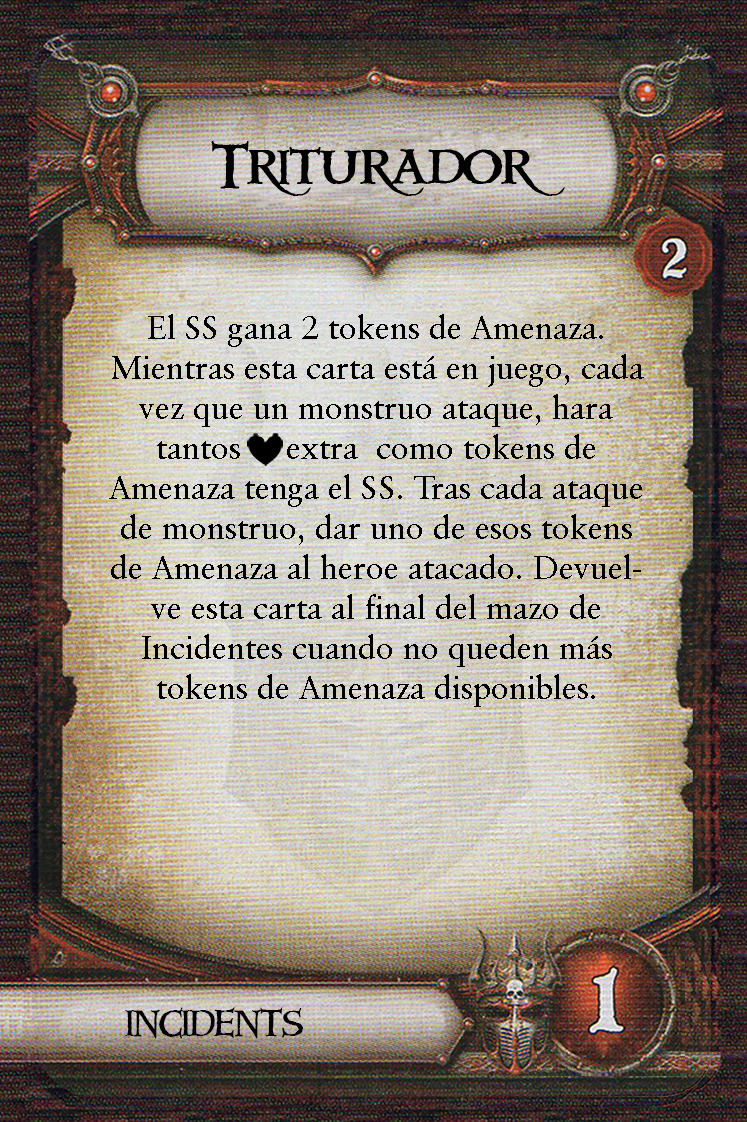 Triturador
2
El SS gana 2 tokens de Amenaza.
Mientras esta carta está en juego, cada
vez que un monstruo ataque, hara
tantos ♥ extra como tokens de
Amenaza tenga el SS. Tras cada ataque
de monstruo, dar uno de esos tokens
de Amenaza al heroe atacado. Devuel-
ve esta carta al final del mazo de
Incidentes cuando no queden más
tokens de Amenaza disponibles.
INCIDENTS
1